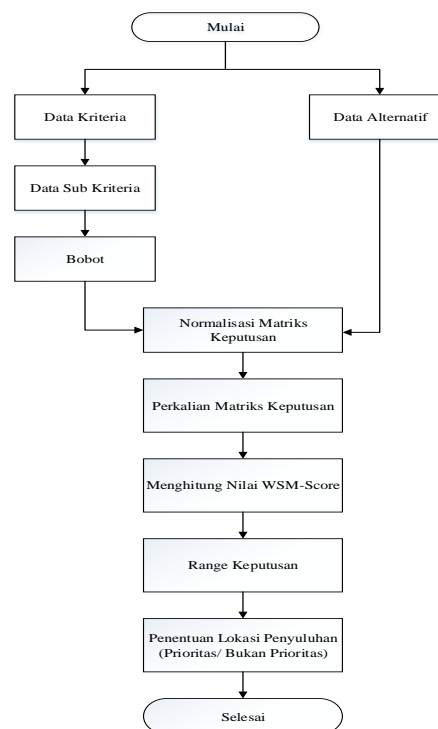 Mulai
Data Kriteria
Data Alternatif
Data Sub Kriteria
Bobot
Normalisasi Matriks
Keputusan
Perkalian Matriks Keputusan
Menghitung Nilai WSM-Score
Range Keputusan
Penentuan Lokasi Penyuluhan
(Prioritas/ Bukan Prioritas)
Selesai